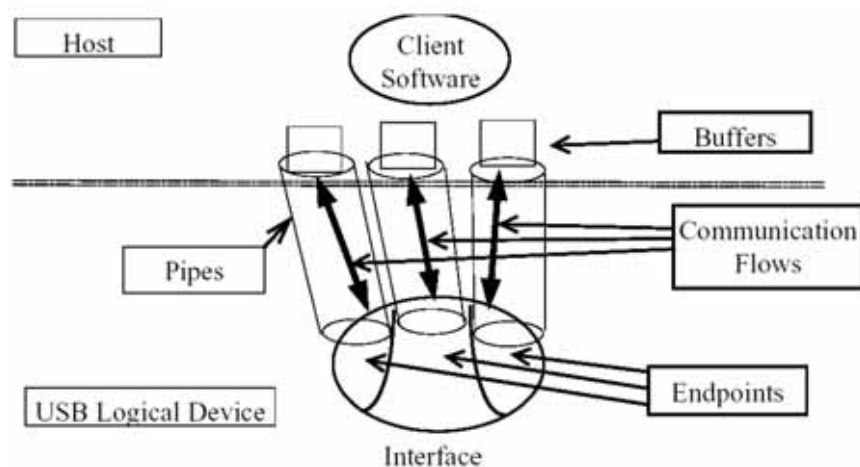 Host
Client
Software
Buffers
Communication
Flows
Pipes
Endpoints
USB Logical Device
Interface